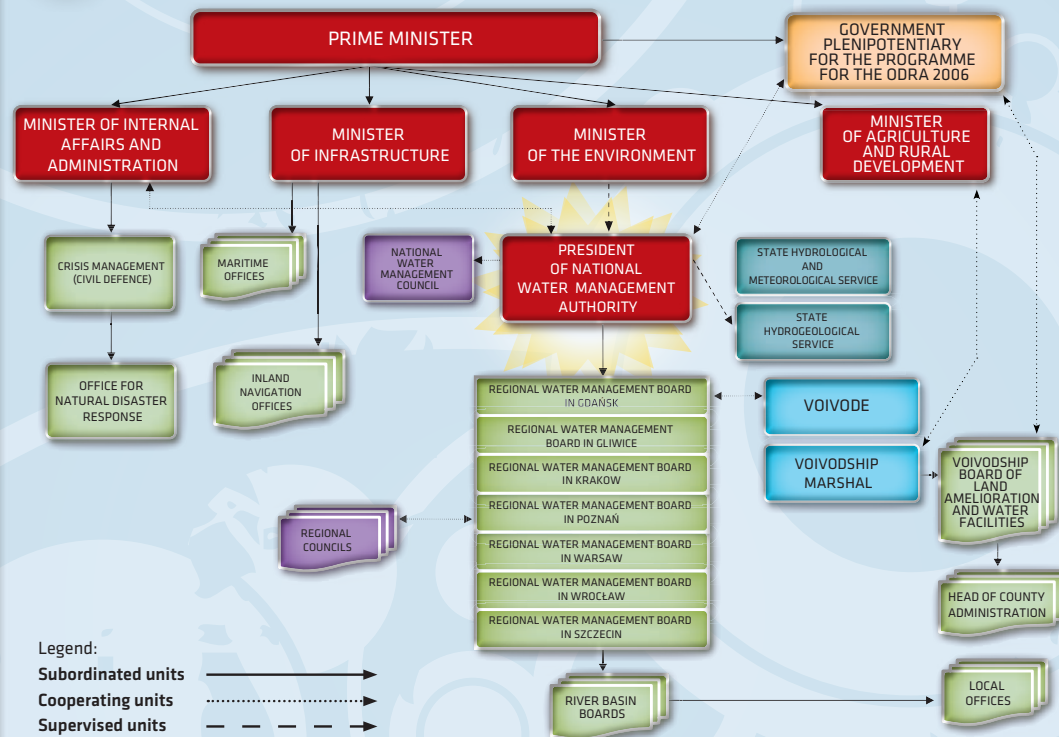 PRIME MINISTER
GOVERNMENT
PLENIPOTENTIARY
FOR THE PROGRAMME
FOR THE ODRA 2006
MINISTER OF INTERNAL
AFFAIRS AND
ADMINISTRATION
MINISTER
OF INFRASTRUCTURE
MINISTER
OF THE ENVIRONMENT
MINISTER
OF AGRICULTURE
AND RURAL
DEVELOPMENT
CRISIS MANAGEMENT
(CIVIL DEFENCE)
MARITIME
OFFICES
NATIONAL
WATER
MANAGEMENT
COUNCIL
PRESIDENT
OF NATIONAL
WATER MANAGEMENT
AUTHORITY
STATE HYDROLOGICAL
AND
METEOROLOGICAL SERVICE
STATE
HYDROGEOLOGICAL
SERVICE
OFFICE FOR
NATURAL DISASTER
RESPONSE
INLAND
NAVIGATION
OFFICES
REGIONAL WATER MANAGEMENT BOARD
IN GDAŃSK
REGIONAL WATER MANAGEMENT
BOARD IN GLIWICE
REGIONAL WATER MANAGEMENT BOARD
IN KRAKOW
REGIONAL WATER MANAGEMENT BOARD
IN POZNAŃ
REGIONAL WATER MANAGEMENT BOARD
IN WARSAW
REGIONAL WATER MANAGEMENT BOARD
IN WROCŁAW
REGIONAL WATER MANAGEMENT BOARD
IN SZCZECIN
VOIVODE
VOIVODSHIP
MARSHAL
VOIVODSHIP
BOARD OF
LAND
AMELIORATION
AND WATER
FACILITIES
REGIONAL
COUNCILS
HEAD OF COUNTY
ADMINISTRATION
RIVER BASIN
BOARDS
LOCAL
OFFICES
Legend:
Subordinated units
Cooperating units
Supervised units